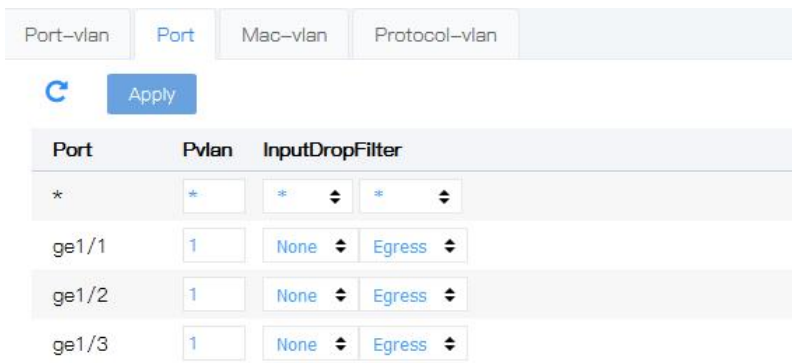 Port-vlan Port Mac-vlan Protocol-vlan
Apply
Port Pvlan InputDropFilter
* * * *
ge1/1 1 None Egress
ge1/2 1 None Egress
ge1/3 1 None Egress